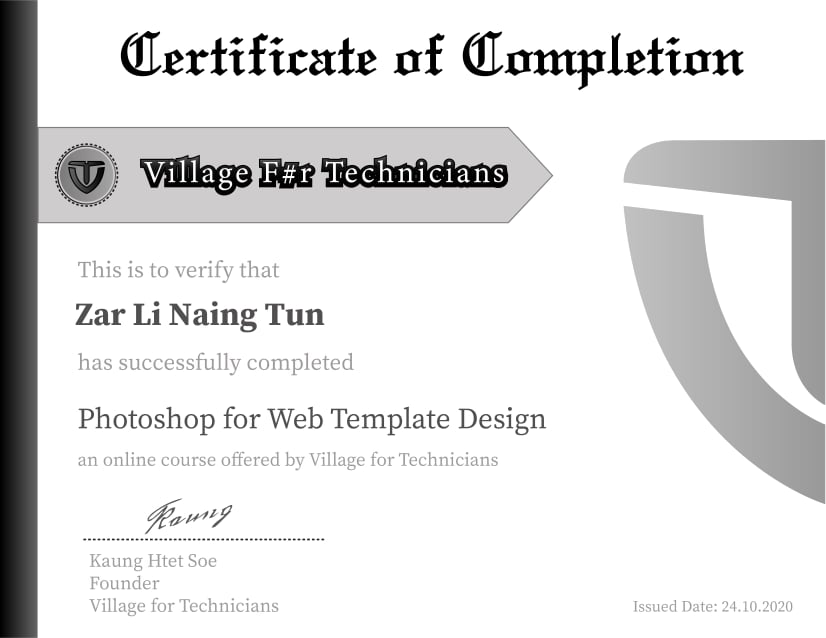 Certificate of Completion
Village F#r Technicians
This is to verify that
Zar Li Naing Tun
has successfully completed
Photoshop for Web Template Design
an online course offered by Village for Technicians
Kaung
Kaung Htet Soe
Founder
Village for Technicians
Issued Date: 24.10.2020